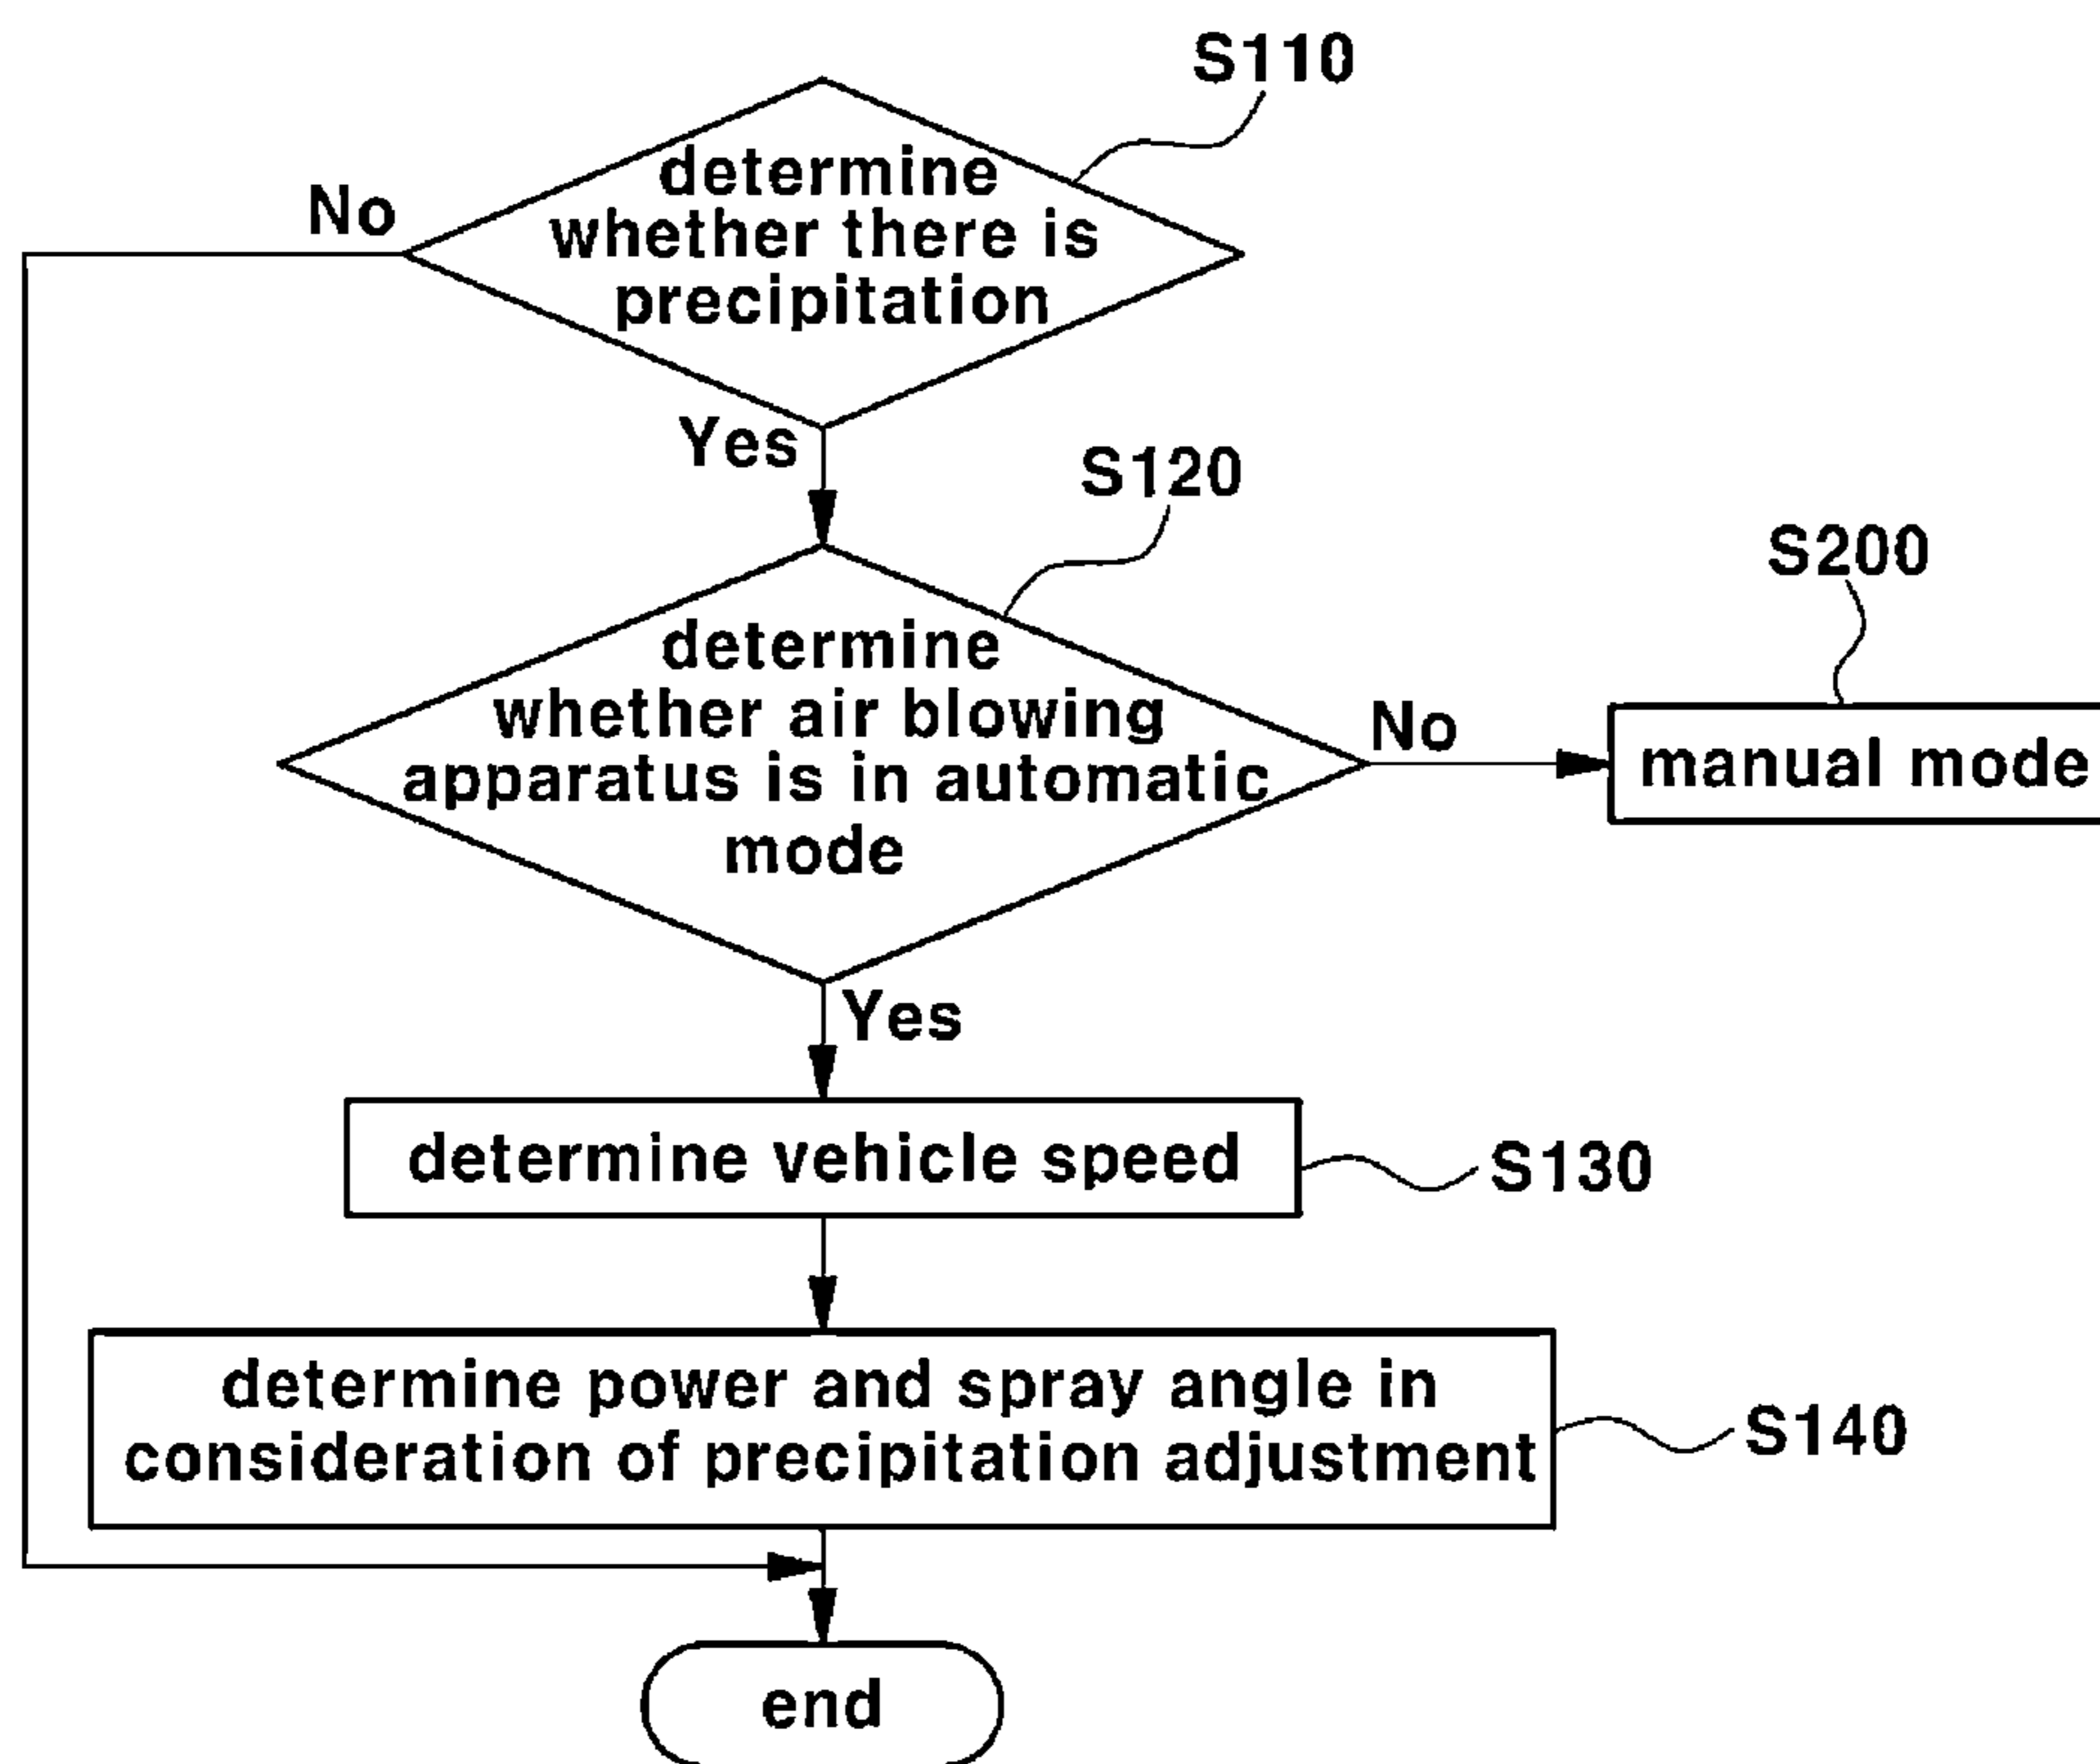 S110
determine
whether there is
precipitation
No
Yes
S120
determine
whether air blowing
apparatus is in automatic
mode
No
S200
manual mode
Yes
determine vehicle speed
S130
determine power and spray angle in
consideration of precipitation adjustment
S140
end